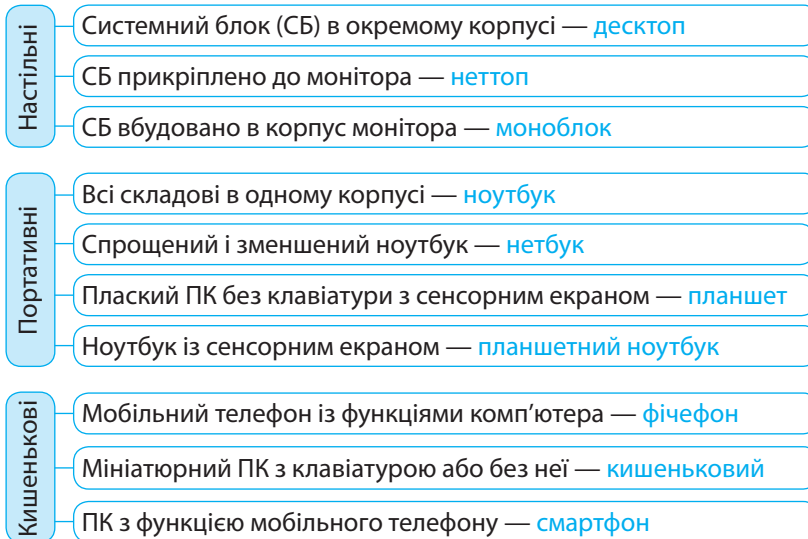 Настільні
Системний блок (СБ) в окремому корпусі — десктоп
СБ прикріплено до монітора — неттоп
СБ вбудовано в корпус монітора — моноблок
Портативні
Всі складові в одному корпусі — ноутбук
Спрощений і зменшений ноутбук — нетбук
Плаский ПК без клавіатури з сенсорним екраном — планшет
Ноутбук із сенсорним екраном — планшетний ноутбук
Кишенькові
Мобільний телефон із функціями комп’ютера — фічефон
Мініатюрний ПК з клавіатурою або без неї — кишеньковий
ПК з функцією мобільного телефону — смартфон